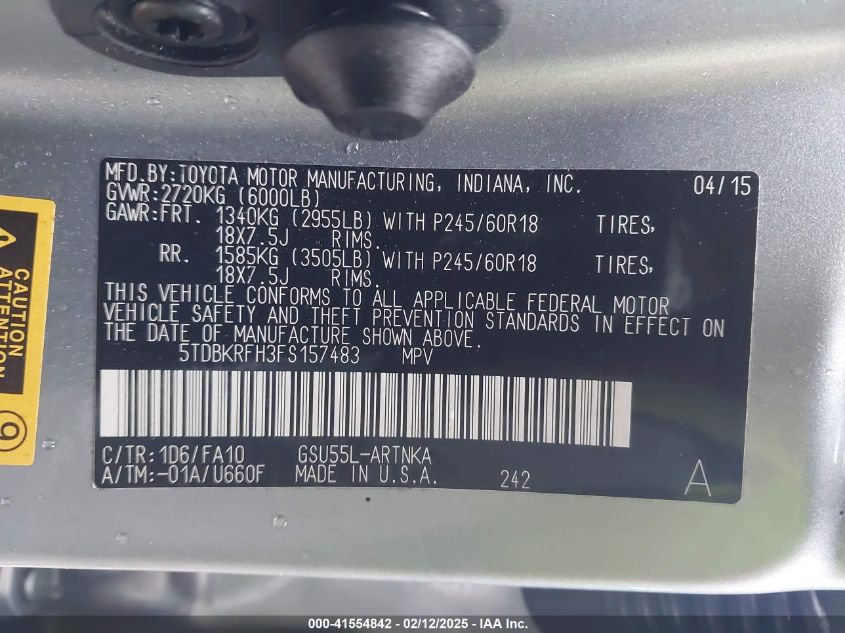 MFD.BY:TOYOTA MOTOR MANUFACTURING, INDIANA, INC. 04/15
GVWR:2720KG (6000LB)
GAWR:FRT. 1340KG (2955LB) WITH P245/60R18 TIRES,
18X7.5J RIMS.
RR. 1585KG (3505LB) WITH P245/60R18 TIRES,
18X7.5J RIMS.
THIS VEHICLE CONFORMS TO ALL APPLICABLE FEDERAL MOTOR
VEHICLE SAFETY AND THEFT PREVENTION STANDARDS IN EFFECT ON
THE DATE OF MANUFACTURE SHOWN ABOVE.
5TDBKRFH3FS157483 MPV
C/TR:1D6/FA10 GSU55L-ARTNKA
A/TM:-01A/U660F MADE IN U.S.A. 242 A
CAUTION
ATTENTION
9
000-41554842 - 02/12/2025 - IAA Inc.